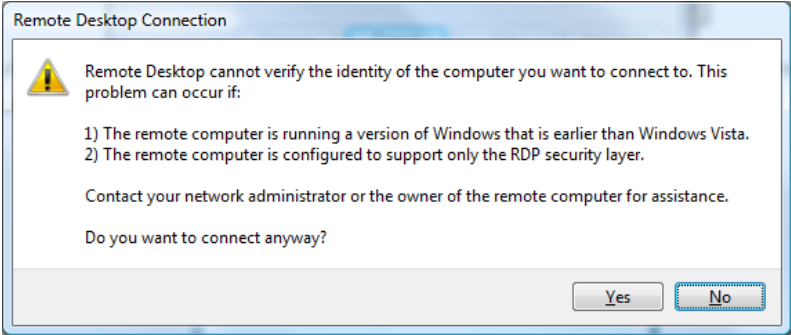 Remote Desktop Connection
Remote Desktop cannot verify the identity of the computer you want to connect to. This
problem can occur if:
1) The remote computer is running a version of Windows that is earlier than Windows Vista.
2) The remote computer is configured to support only the RDP security layer.
Contact your network administrator or the owner of the remote computer for assistance.
Do you want to connect anyway?
Yes No